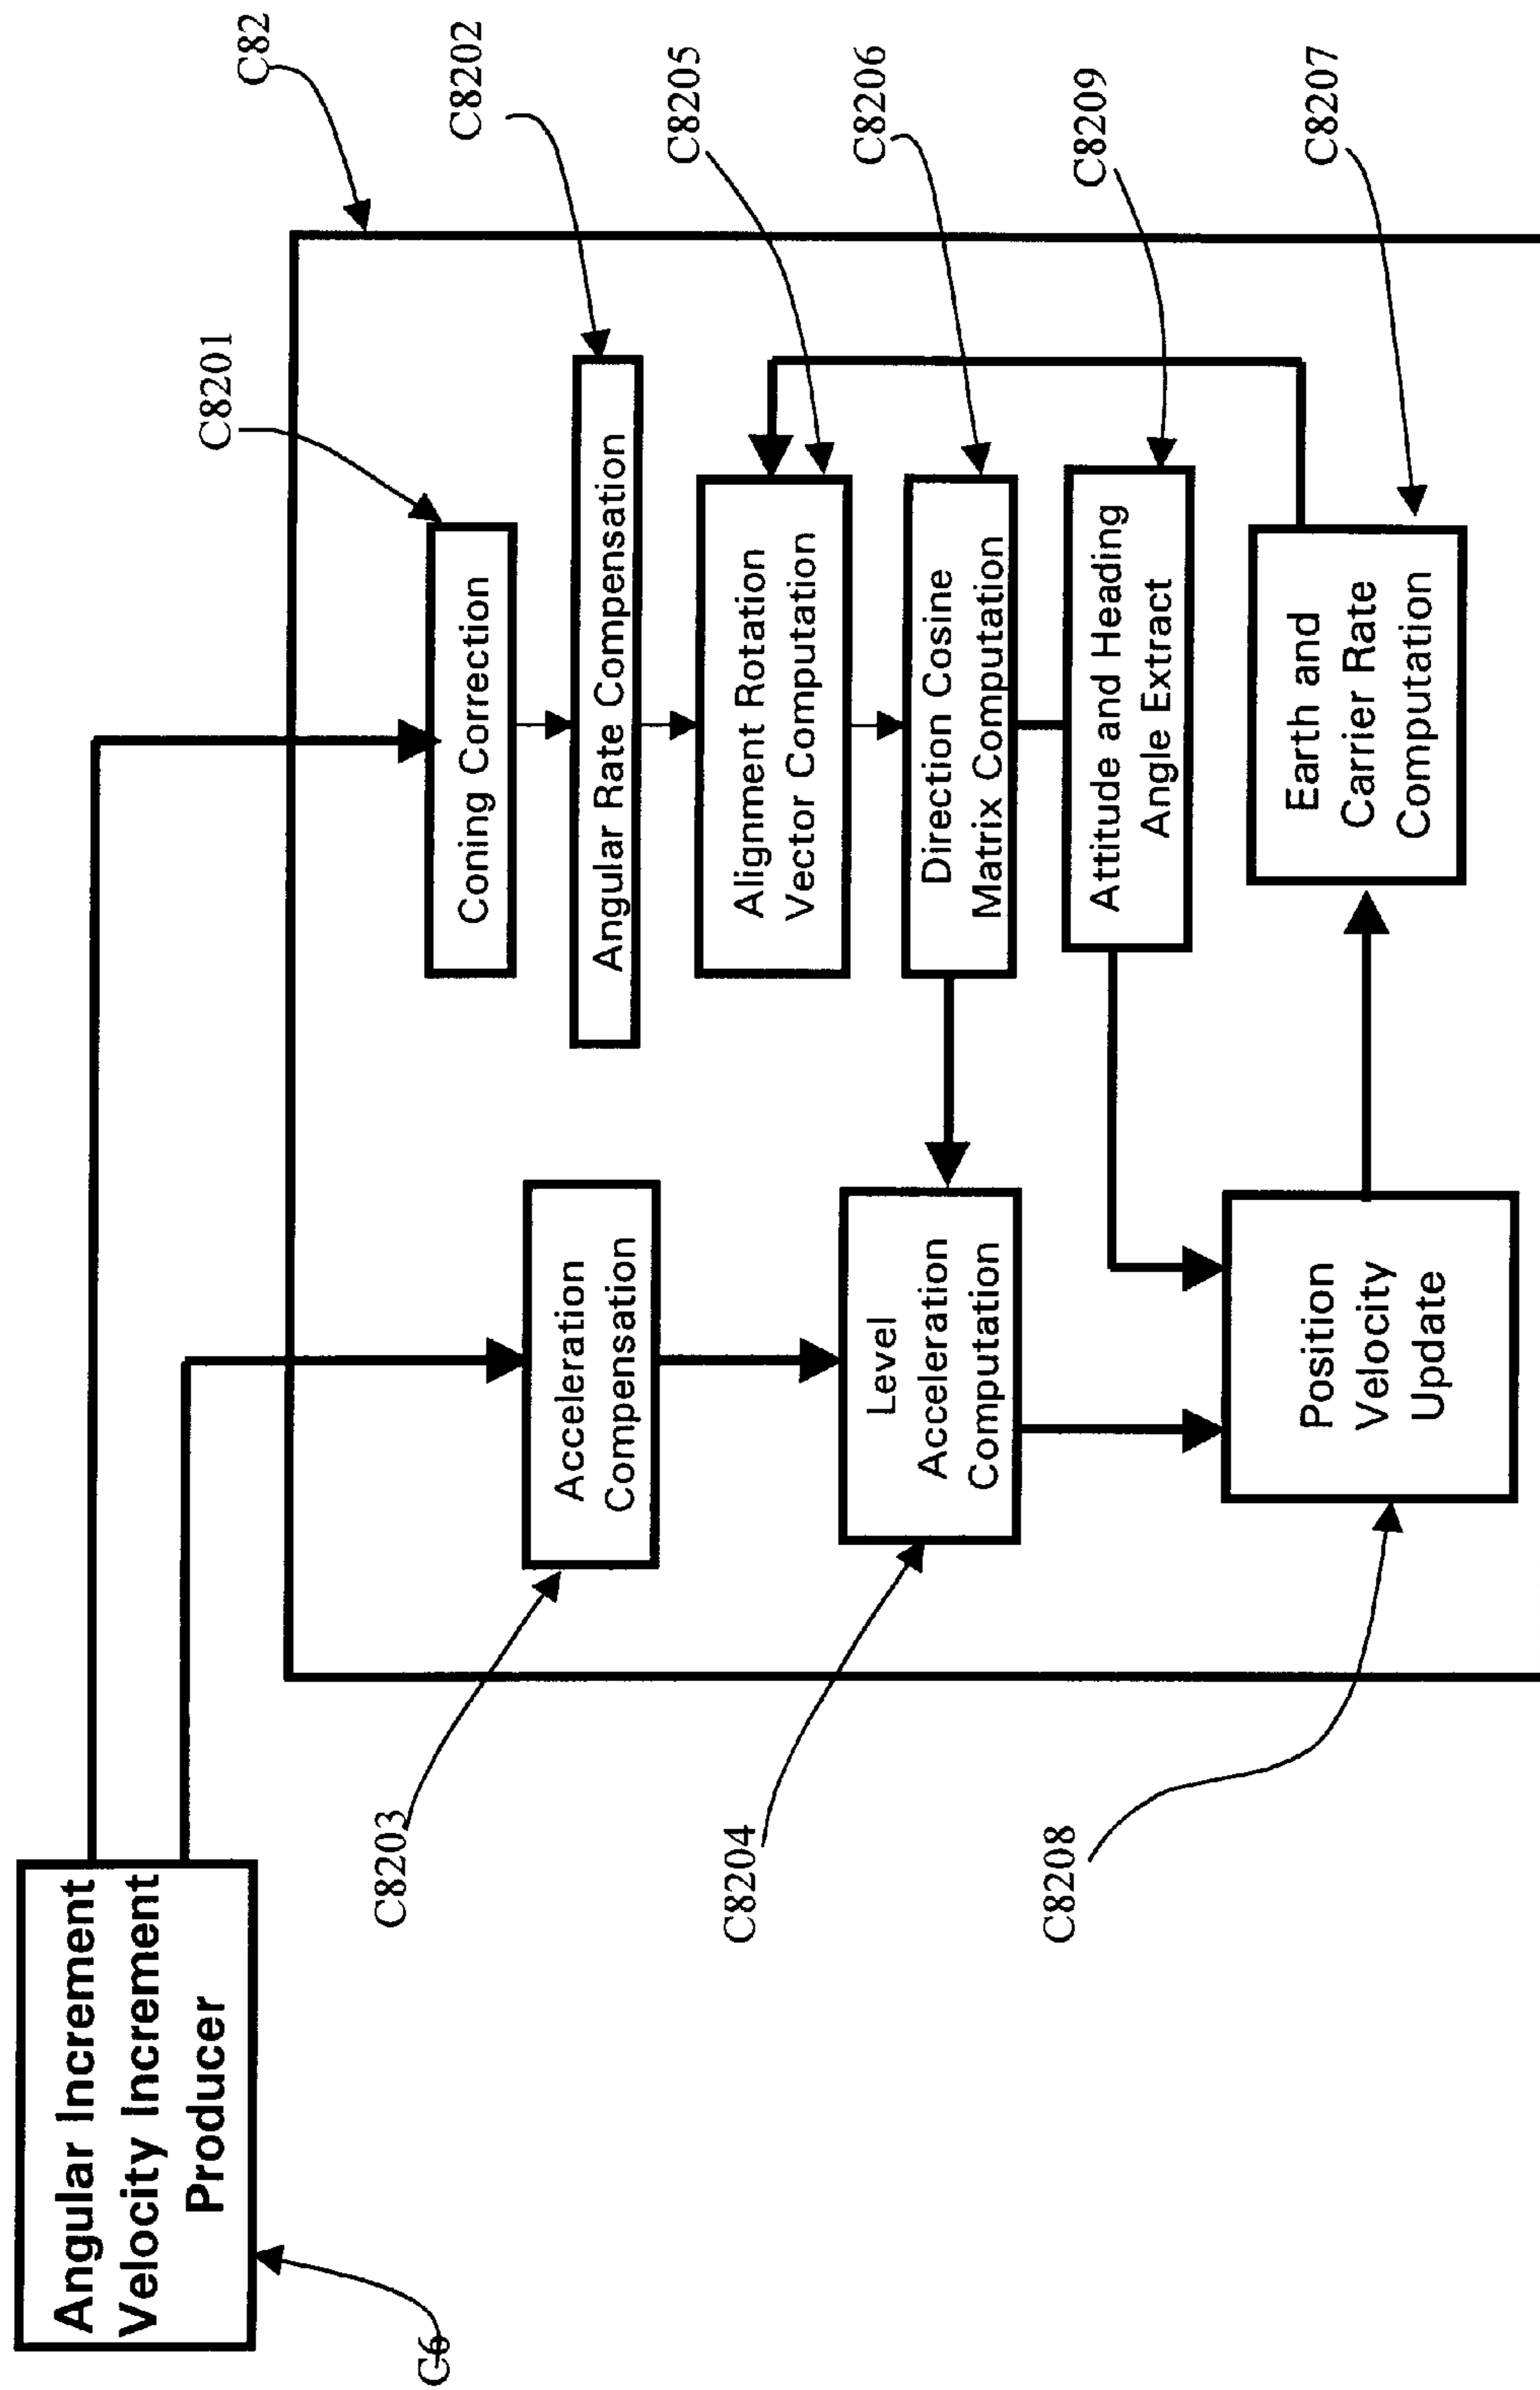 Angular Increment
Velocity Increment
Producer
C6
C82
C8201
C8202
C8205
C8206
C8209
C8207
C8203
C8204
C8208
Coning Correction
Angular Rate Compensation
Alignment Rotation
Vector Computation
Direction Cosine
Matrix Computation
Attitude and Heading
Angle Extract
Earth and
Carrier Rate
Computation
Acceleration
Compensation
Level
Acceleration
Computation
Position
Velocity
Update